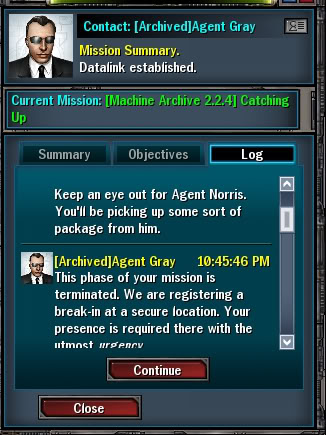 Contact: [Archived]Agent Gray
Mission Summary.
Datalink established.
Current Mission: [Machine Archive 2.2.4] Catching
Up
Summary
Objectives
Log
Keep an eye out for Agent Norris.
You'll be picking up some sort of
package from him.
[Archived]Agent Gray 10:45:46 PM
This phase of your mission is
terminated. We are registering a
break-in at a secure location. Your
presence is required there with the
utmost urgency
Continue
Close